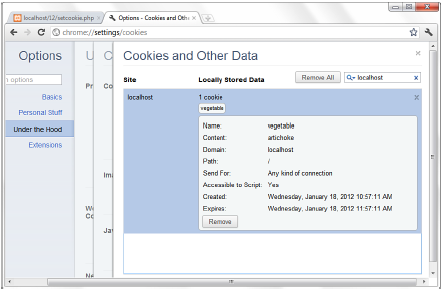 localhost/12/setcookie.php
Options - Cookies and Oth
chrome://settings/cookies
Options
n options
Basics
Personal Stuff
Under the Hood
Extensions
U
C
Pr
Co
Ima
We
Co
Jav
Ne
Cookies and Other Data
Site
Locally Stored Data
Remove All
localhost
localhost
1 cookie
vegetable
Name: vegetable
Content: artichoke
Domain: localhost
Path: /
Send For: Any kind of connection
Accessible to Script: Yes
Created: Wednesday, January 18, 2012 10:57:11 AM
Expires: Wednesday, January 18, 2012 11:57:11 AM
Remove